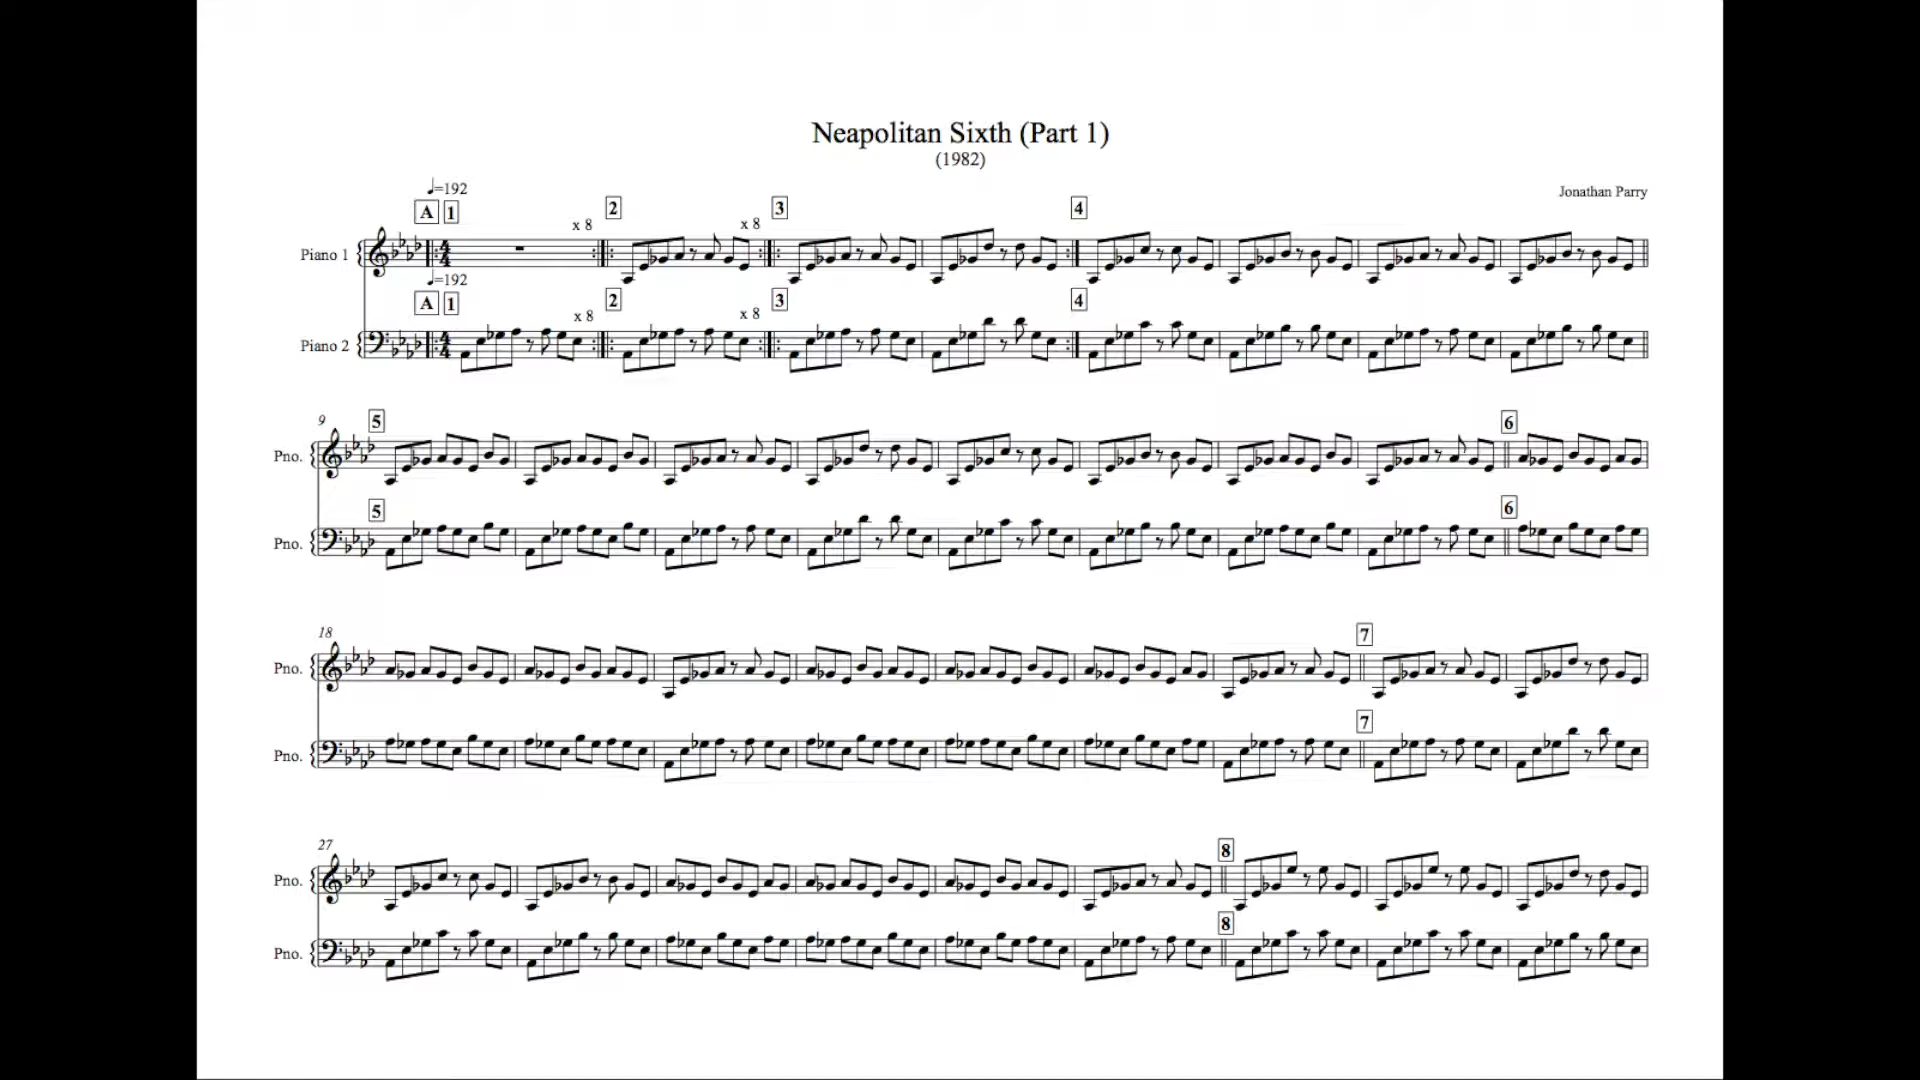 Neapolitan Sixth (Part 1)
(1982)
Jonathan Parry
♩=192
A 1 x 8 2 x 8 3 4
Piano 1
♩=192
A 1 x 8 2 x 8 3 4
Piano 2
9 5 6
Pno.
5 6
Pno.
18 7
Pno.
7
Pno.
27 8
Pno.
8
Pno.